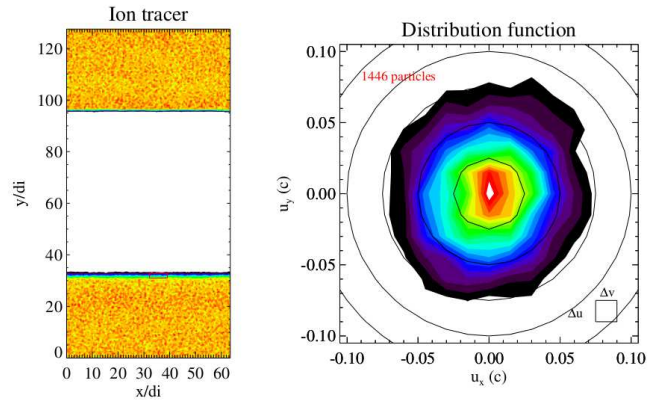 Ion tracer
120
100
80
60
40
20
0
y/di
0 10 20 30 40 50 60
x/di
Distribution function
1446 particles
0.10
0.05
0.00
-0.05
-0.10
u_y (c)
Δv
Δu
-0.10 -0.05 0.00 0.05 0.10
u_x (c)